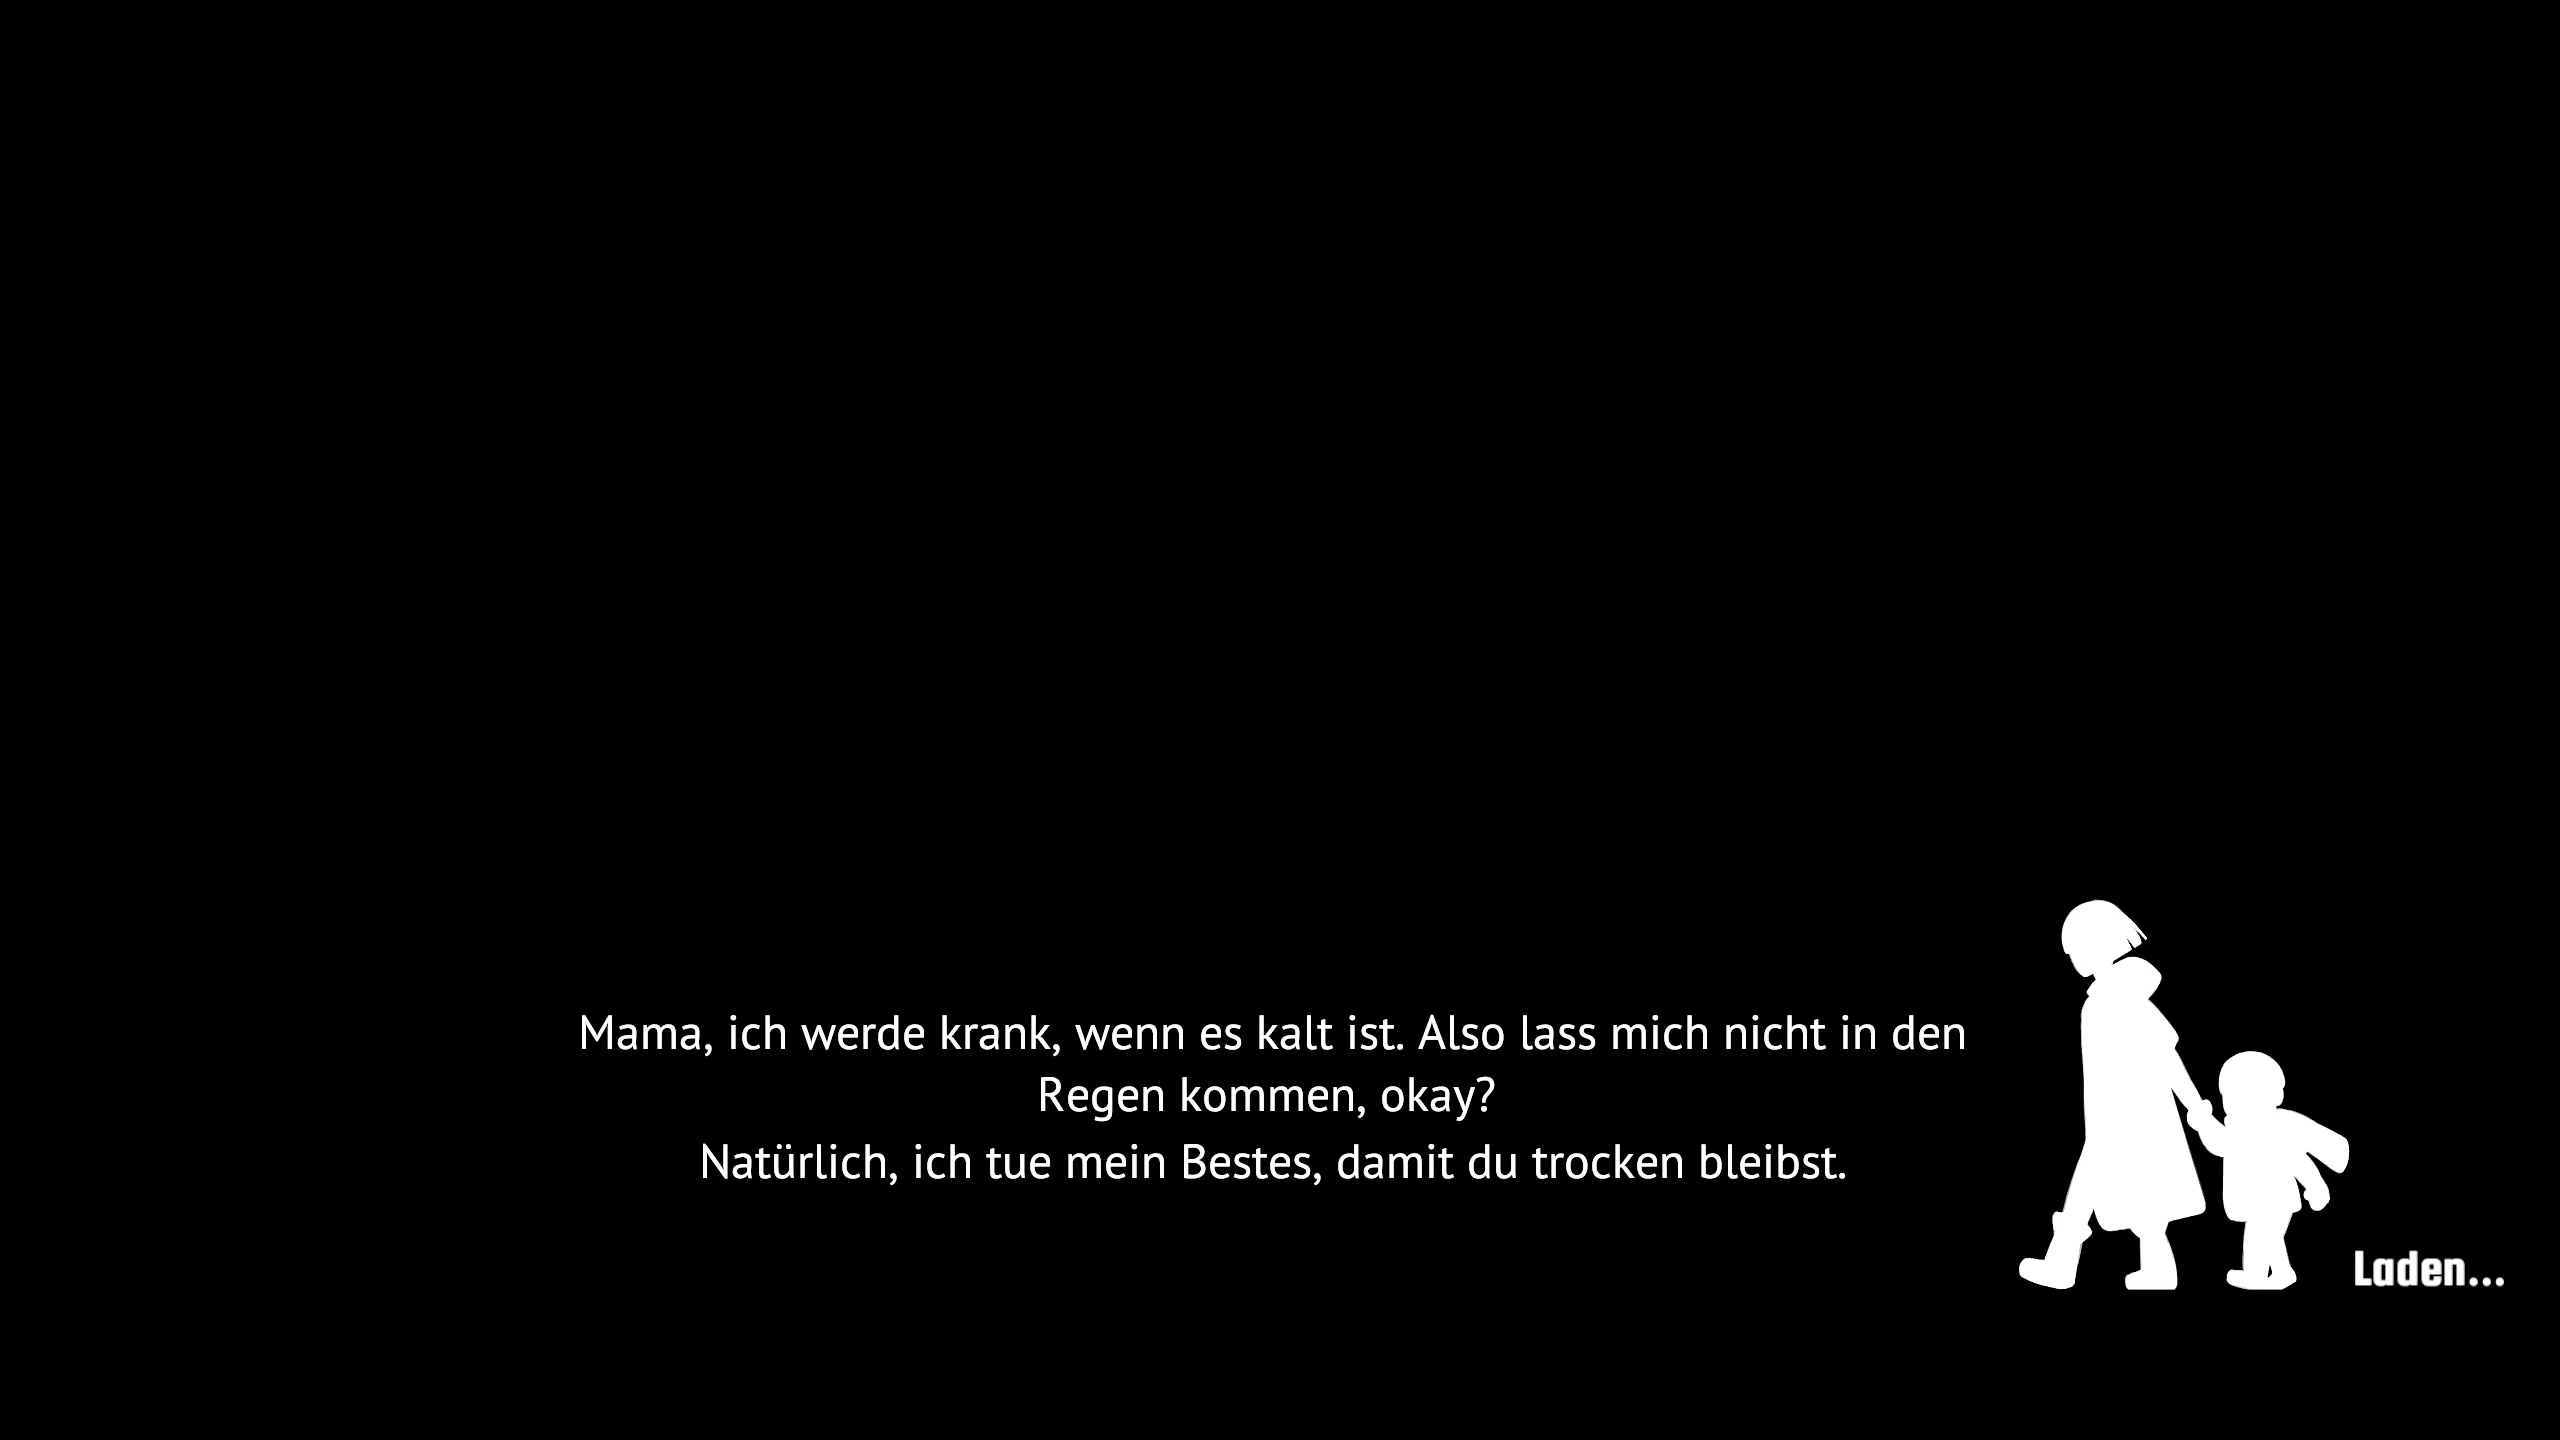 Mama, ich werde krank, wenn es kalt ist. Also lass mich nicht in den
Regen kommen, okay?
Natürlich, ich tue mein Bestes, damit du trocken bleibst.
Laden...